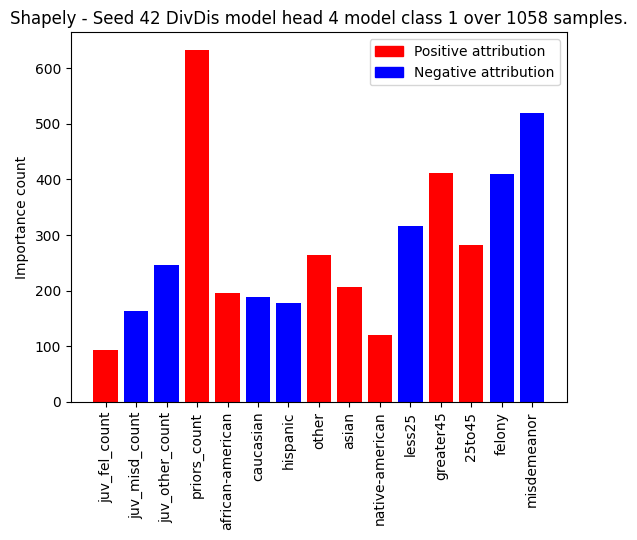 Shapely - Seed 42 DivDis model head 4 model class 1 over 1058 samples.
Positive attribution
Negative attribution
Importance count
600
500
400
300
200
100
0
juv_fel_count
juv_misd_count
juv_other_count
priors_count
african-american
caucasian
hispanic
other
asian
native-american
less25
greater45
25to45
felony
misdemeanor